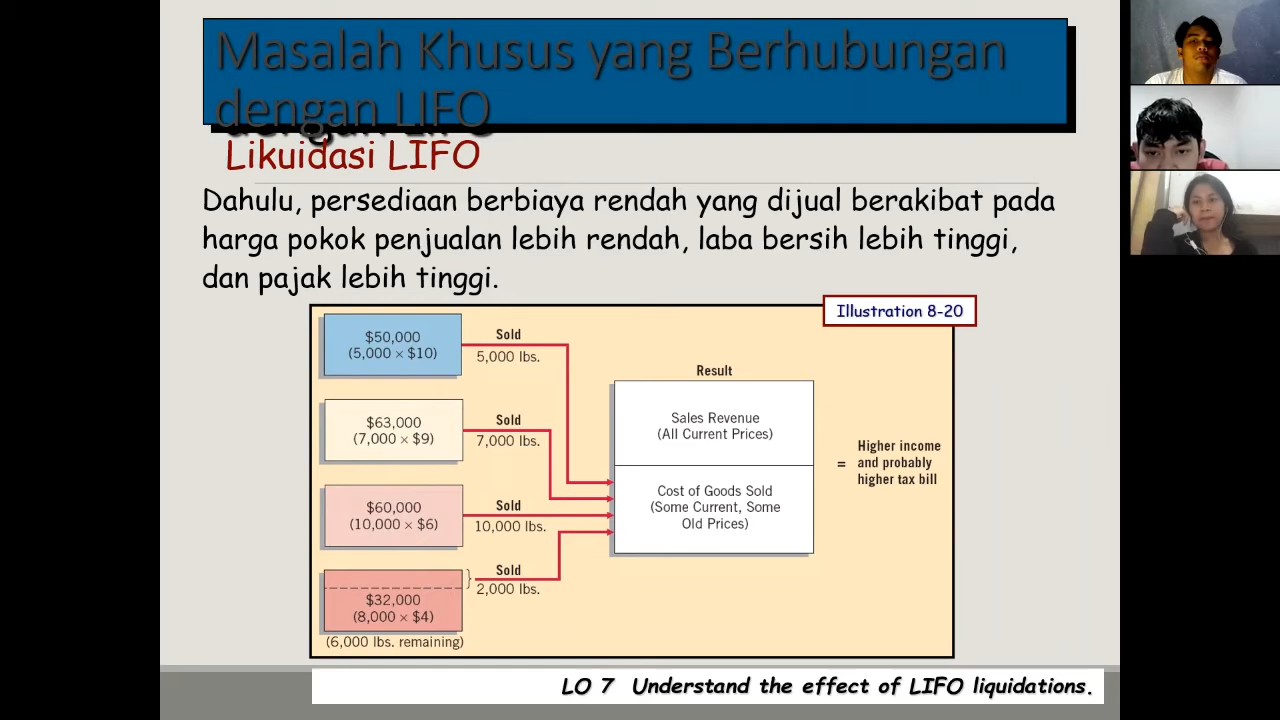 Masalah Khusus yang Berhubungan
dengan LIFO
Likuidasi LIFO
Dahulu, persediaan berbiaya rendah yang dijual berakibat pada
harga pokok penjualan lebih rendah, laba bersih lebih tinggi,
dan pajak lebih tinggi.
Illustration 8-20
$50,000
(5,000 × $10)
Sold
5,000 lbs.
$63,000
(7,000 × $9)
Sold
7,000 lbs.
$60,000
(10,000 × $6)
Sold
10,000 lbs.
$32,000
(8,000 × $4)
Sold
2,000 lbs.
(6,000 lbs. remaining)
Result
Sales Revenue
(All Current Prices)
Cost of Goods Sold
(Some Current, Some
Old Prices)
=
Higher income
and probably
higher tax bill
LO 7 Understand the effect of LIFO liquidations.